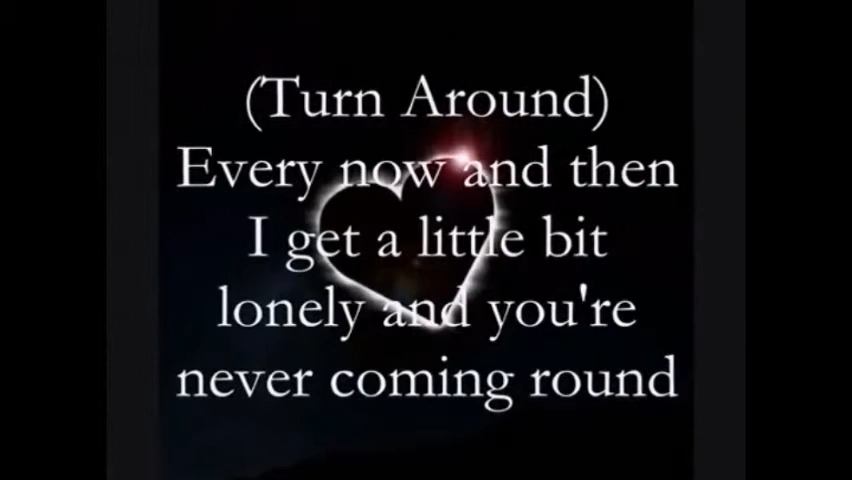 (Turn Around)
Every now and then
I get a little bit
lonely and you're
never coming round